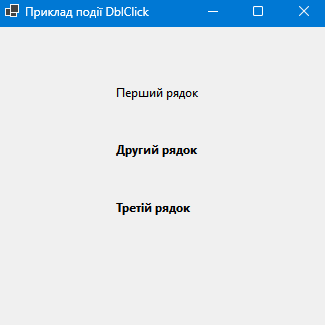 Приклад події DblClick
Перший рядок
Другий рядок
Третій рядок